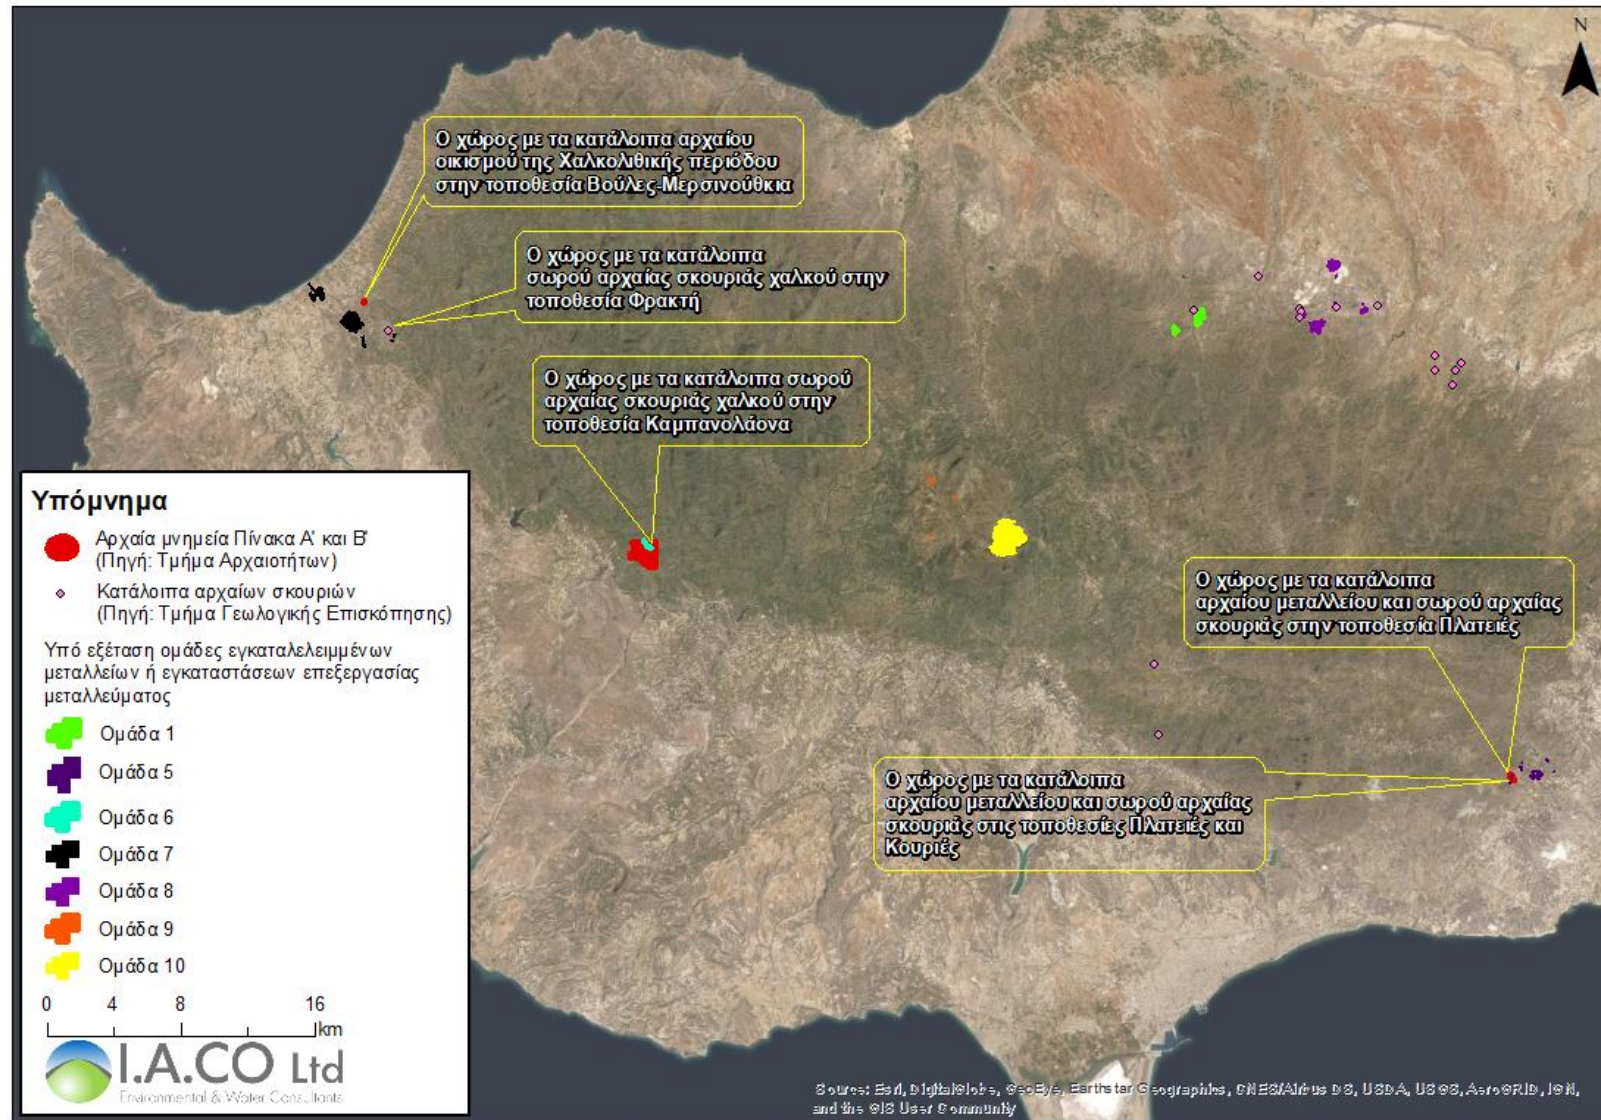 N
Ο χώρος με τα κατάλοιπα αρχαίου
οικισμού της Χαλκολιθικής περιόδου
στην τοποθεσία Βούλες-Μερσινούθκια
Ο χώρος με τα κατάλοιπα
σωρού αρχαίας σκουριάς χαλκού στην
τοποθεσία Φρακτή
Ο χώρος με τα κατάλοιπα σωρού
αρχαίας σκουριάς χαλκού στην
τοποθεσία Καμπανολάονα
Ο χώρος με τα κατάλοιπα
αρχαίου μεταλλείου και σωρού αρχαίας
σκουριάς στην τοποθεσία Πλατειές
Ο χώρος με τα κατάλοιπα
αρχαίου μεταλλείου και σωρού αρχαίας
σκουριάς στις τοποθεσίες Πλατειές και
Κουριές
Υπόμνημα
Αρχαία μνημεία Πίνακα Α' και Β'
(Πηγή: Τμήμα Αρχαιοτήτων)
Κατάλοιπα αρχαίων σκουριών
(Πηγή: Τμήμα Γεωλογικής Επισκόπησης)
Υπό εξέταση ομάδες εγκαταλελειμμένων
μεταλλείων ή εγκαταστάσεων επεξεργασίας
μεταλλεύματος
Ομάδα 1
Ομάδα 5
Ομάδα 6
Ομάδα 7
Ομάδα 8
Ομάδα 9
Ομάδα 10
0 4 8 16
km
I.A.CO Ltd
Environmental & Water Consultants
Source: Esri, DigitalGlobe, GeoEye, Earthstar Geographics, CNES/Airbus DS, USDA, USGS, AeroGRID, IGN,
and the GIS User Community